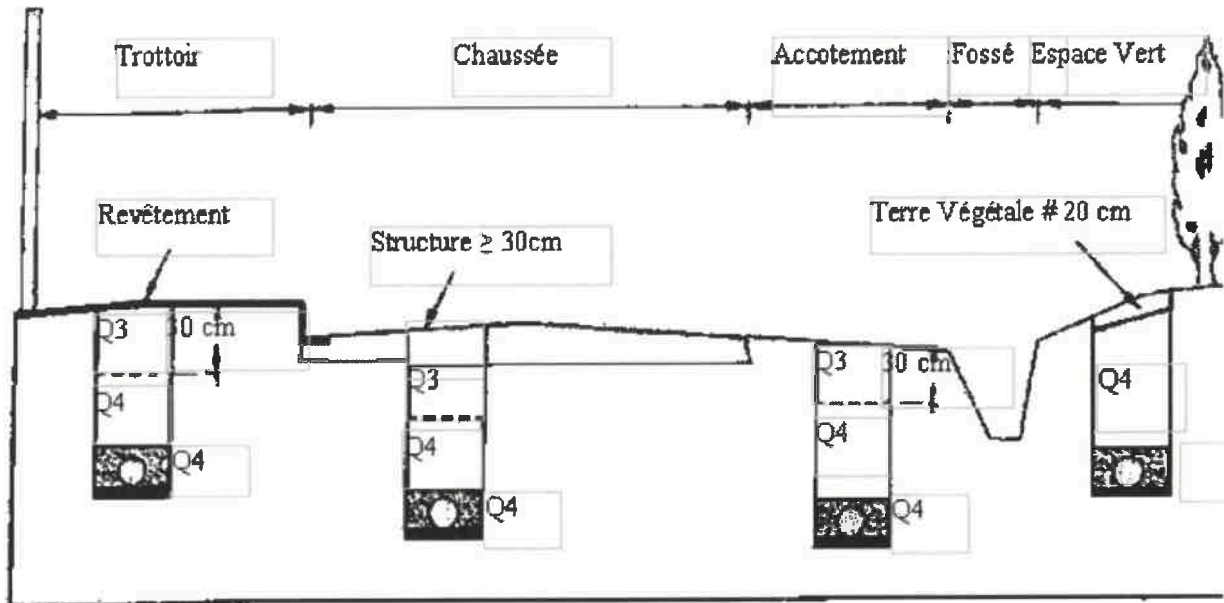 Trottoir
Chaussée
Accotement
Fossé
Espace Vert
Revêtement
Structure ≥ 30cm
Terre Végétale # 20 cm
Q3
30 cm
Q4
Q4
Q3
Q4
Q4
Q3
30 cm
Q4
Q4
Q4